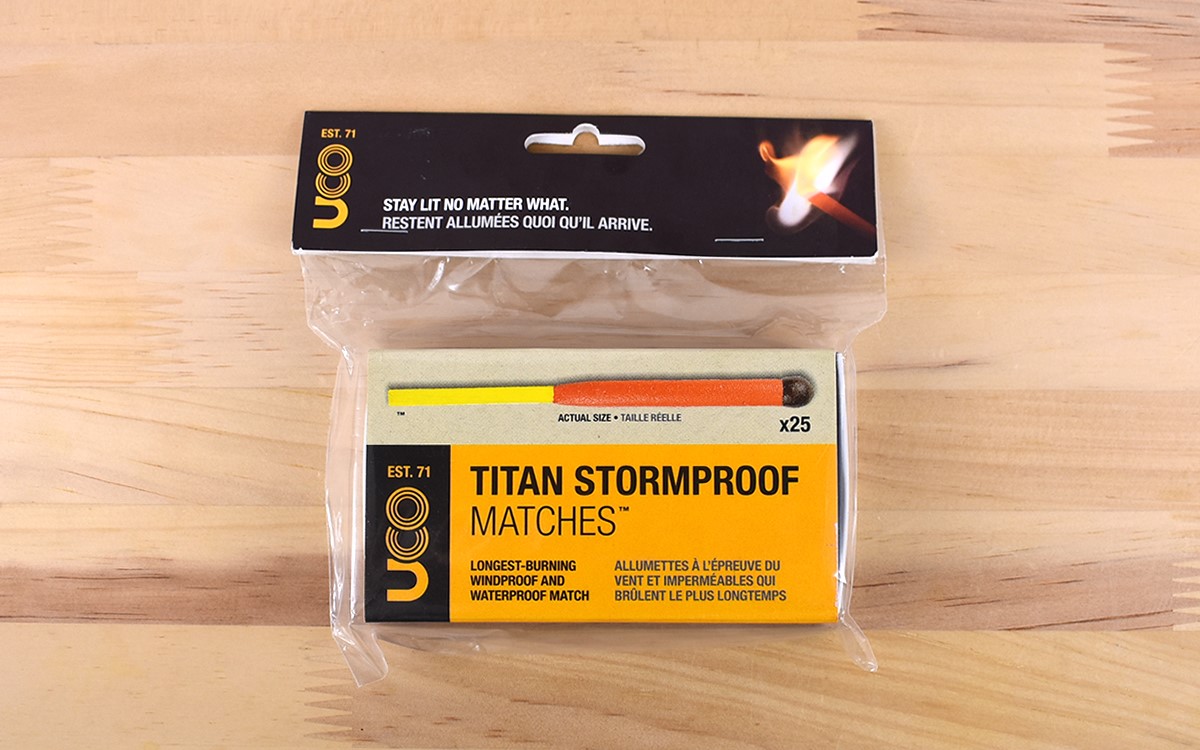 EST. 71
UCO
STAY LIT NO MATTER WHAT.
RESTENT ALLUMÉES QUOI QU'IL ARRIVE.
™
ACTUAL SIZE • TAILLE RÉELLE
x25
EST. 71
UCO
TITAN STORMPROOF
MATCHES™
LONGEST-BURNING
WINDPROOF AND
WATERPROOF MATCH
ALLUMETTES À L'ÉPREUVE DU
VENT ET IMPERMÉABLES QUI
BRÛLENT LE PLUS LONGTEMPS